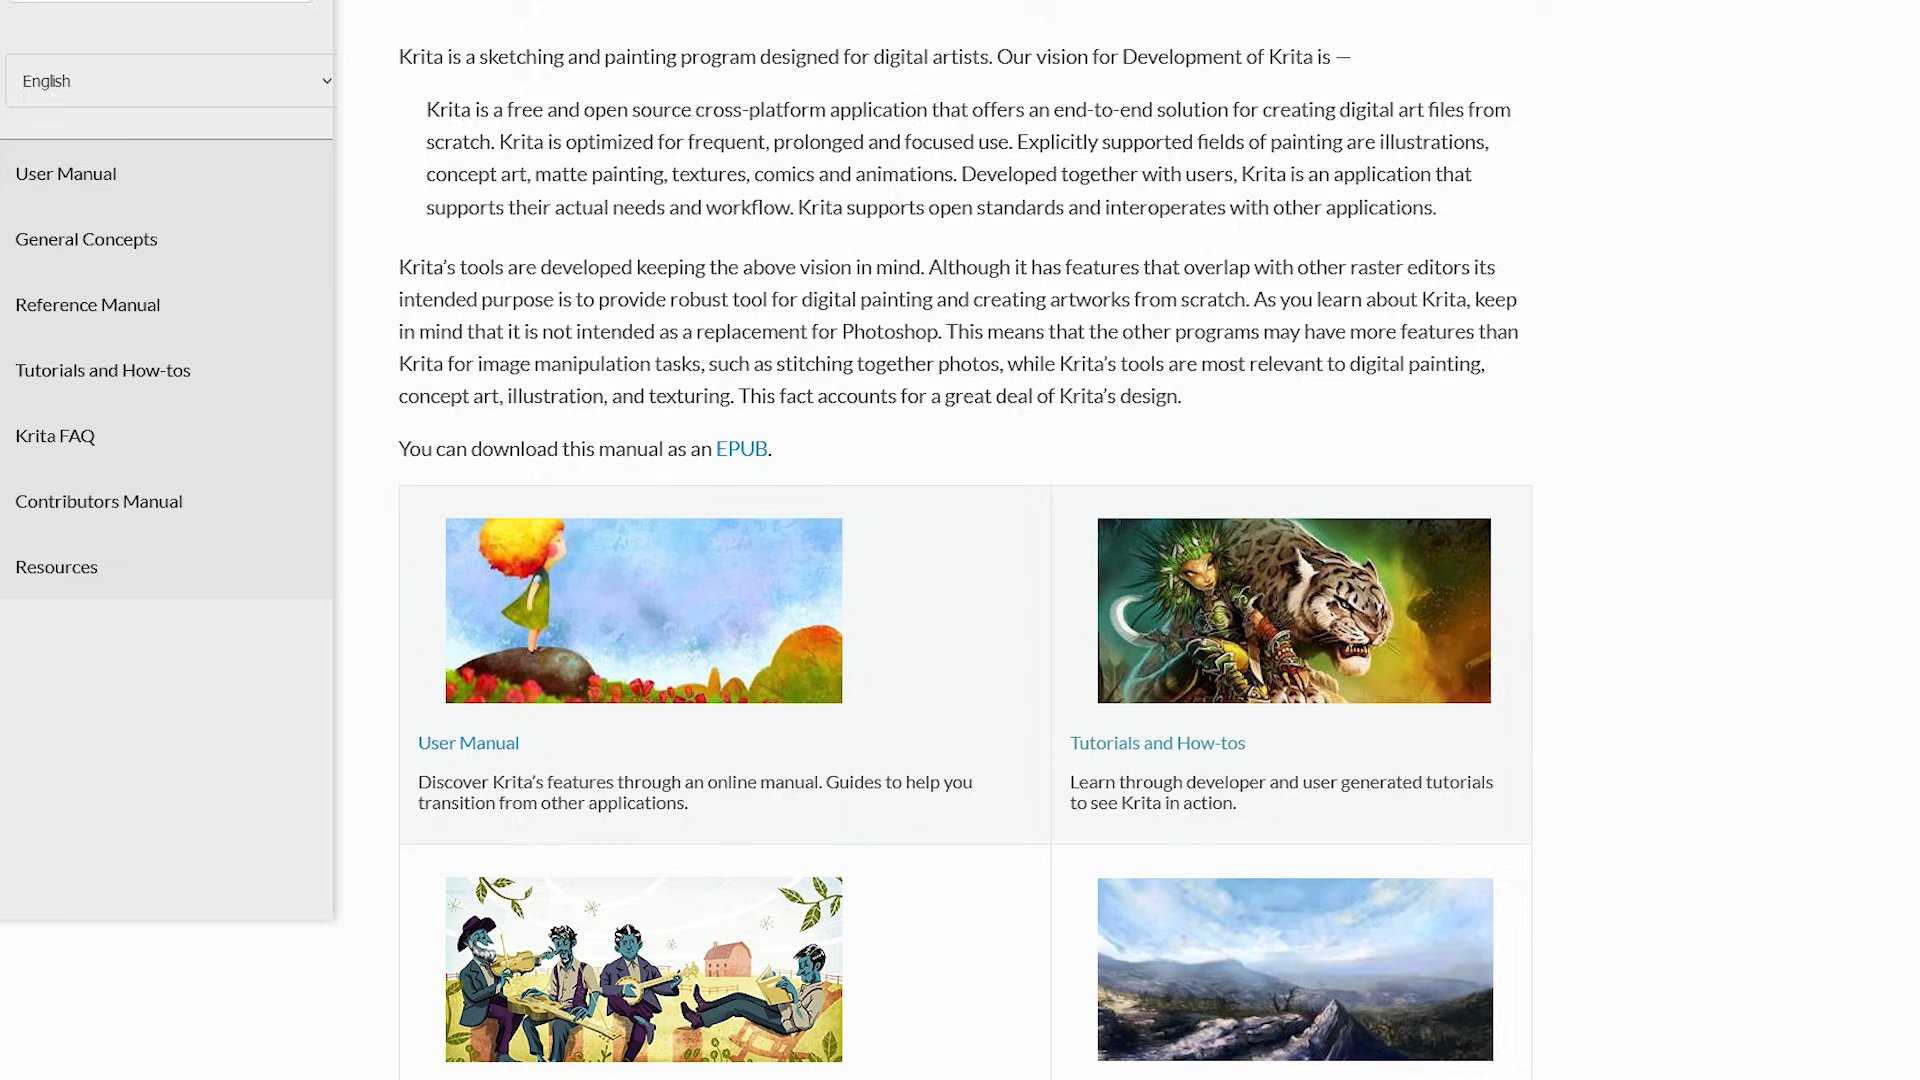 English
User Manual
General Concepts
Reference Manual
Tutorials and How-tos
Krita FAQ
Contributors Manual
Resources
Krita is a sketching and painting program designed for digital artists. Our vision for Development of Krita is —
Krita is a free and open source cross-platform application that offers an end-to-end solution for creating digital art files from
scratch. Krita is optimized for frequent, prolonged and focused use. Explicitly supported fields of painting are illustrations,
concept art, matte painting, textures, comics and animations. Developed together with users, Krita is an application that
supports their actual needs and workflow. Krita supports open standards and interoperates with other applications.
Krita’s tools are developed keeping the above vision in mind. Although it has features that overlap with other raster editors its
intended purpose is to provide robust tool for digital painting and creating artworks from scratch. As you learn about Krita, keep
in mind that it is not intended as a replacement for Photoshop. This means that the other programs may have more features than
Krita for image manipulation tasks, such as stitching together photos, while Krita’s tools are most relevant to digital painting,
concept art, illustration, and texturing. This fact accounts for a great deal of Krita’s design.
You can download this manual as an EPUB.
User Manual
Discover Krita’s features through an online manual. Guides to help you
transition from other applications.
Tutorials and How-tos
Learn through developer and user generated tutorials
to see Krita in action.